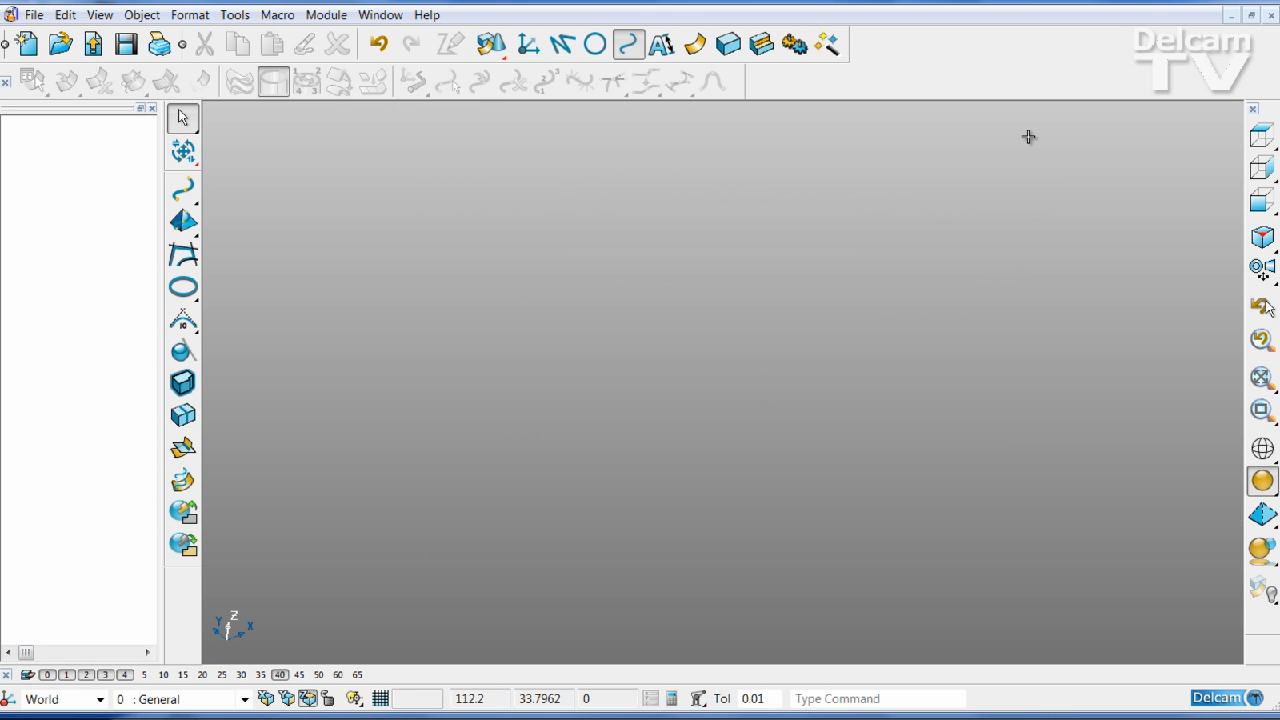 File Edit View Object Format Tools Macro Module Window Help
Delcam
TV
Z
Y X
0 1 2 3 4 5 10 15 20 25 30 35 40 45 50 60 65
World 0 : General 112.2 33.7962 0 Tol 0.01 Type Command Delcam